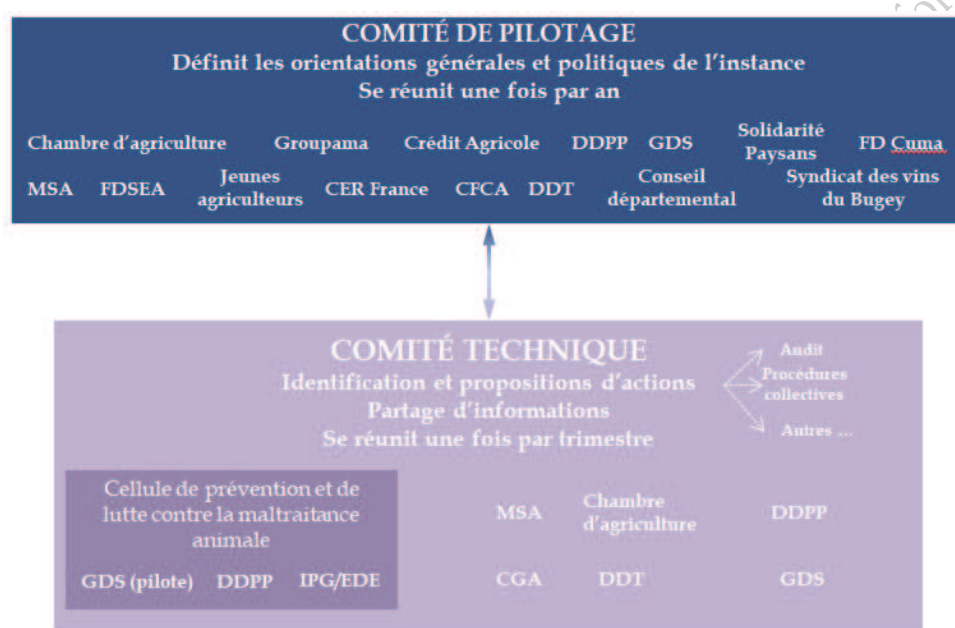 COMITÉ DE PILOTAGE
Définit les orientations générales et politiques de l'instance
Se réunit une fois par an
Chambre d'agriculture Groupama Crédit Agricole DDPP GDS Solidarité Paysans FD Cuma
MSA FDSEA Jeunes agriculteurs CER France CFCA DDT Conseil départemental Syndicat des vins du Bugey
COMITÉ TECHNIQUE
Identification et propositions d'actions
Partage d'informations
Se réunit une fois par trimestre
Audit
Procédures
collectives
Autres ...
Cellule de prévention et de
lutte contre la maltraitance
animale
GDS (pilote) DDPP IPG/EDE
MSA Chambre d'agriculture DDPP
CGA DDT GDS